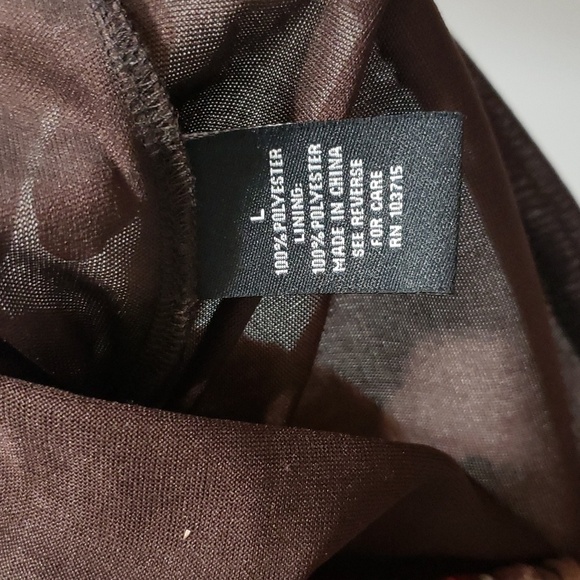 L
100% POLYESTER
LINING:
100% POLYESTER
MADE IN CHINA
SEE REVERSE
FOR CARE
RN 103715